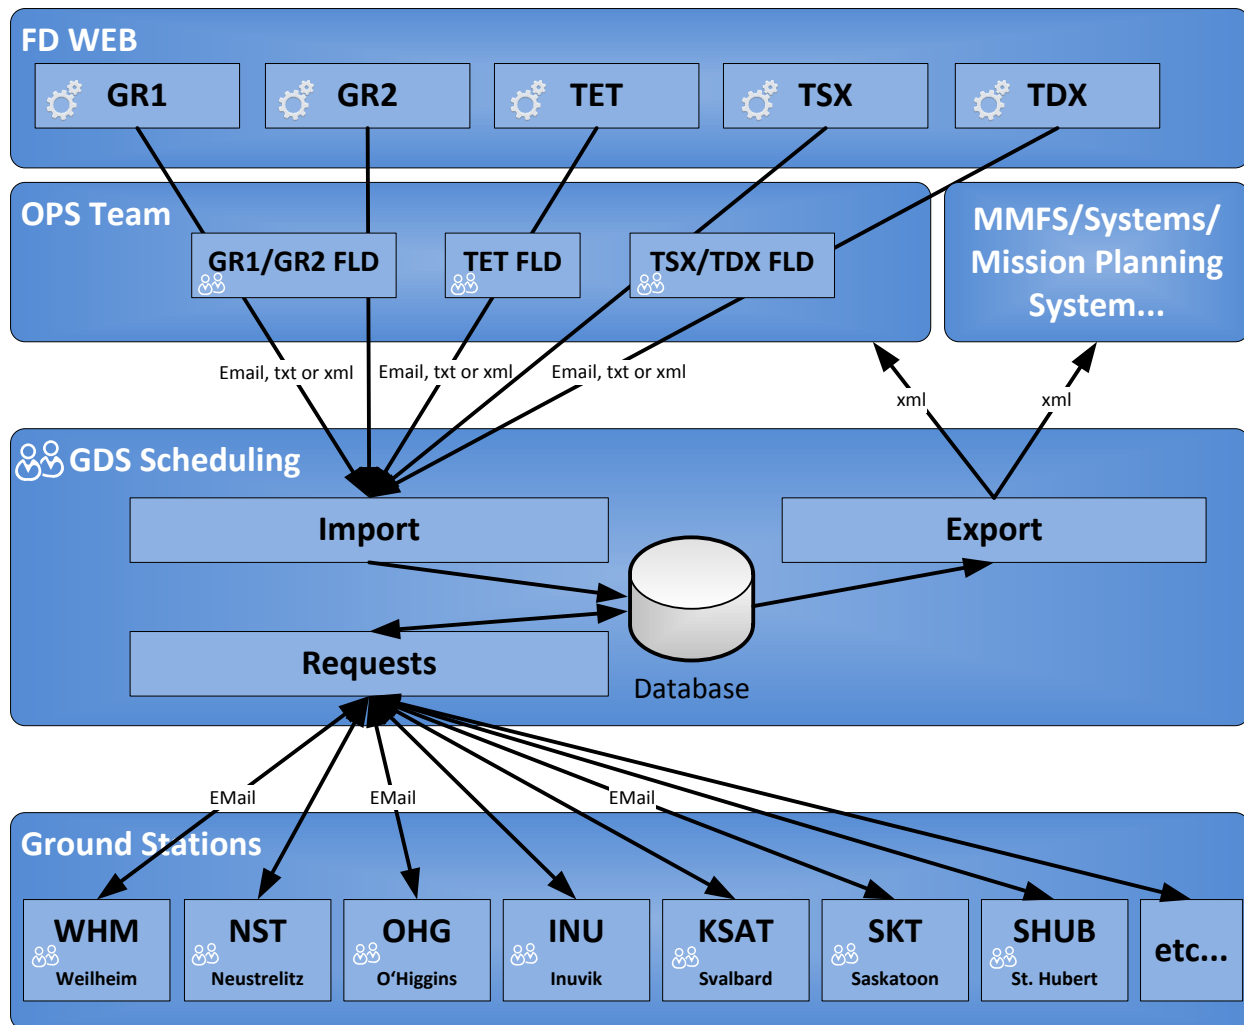 FD WEB
GR1
GR2
TET
TSX
TDX
OPS Team
GR1/GR2 FLD
TET FLD
TSX/TDX FLD
MMFS/Systems/
Mission Planning
System...
Email, txt or xml
Email, txt or xml
Email, txt or xml
xml
xml
GDS Scheduling
Import
Export
Requests
Database
EMail
EMail
EMail
Ground Stations
WHM
Weilheim
NST
Neustrelitz
OHG
O‘Higgins
INU
Inuvik
KSAT
Svalbard
SKT
Saskatoon
SHUB
St. Hubert
etc...